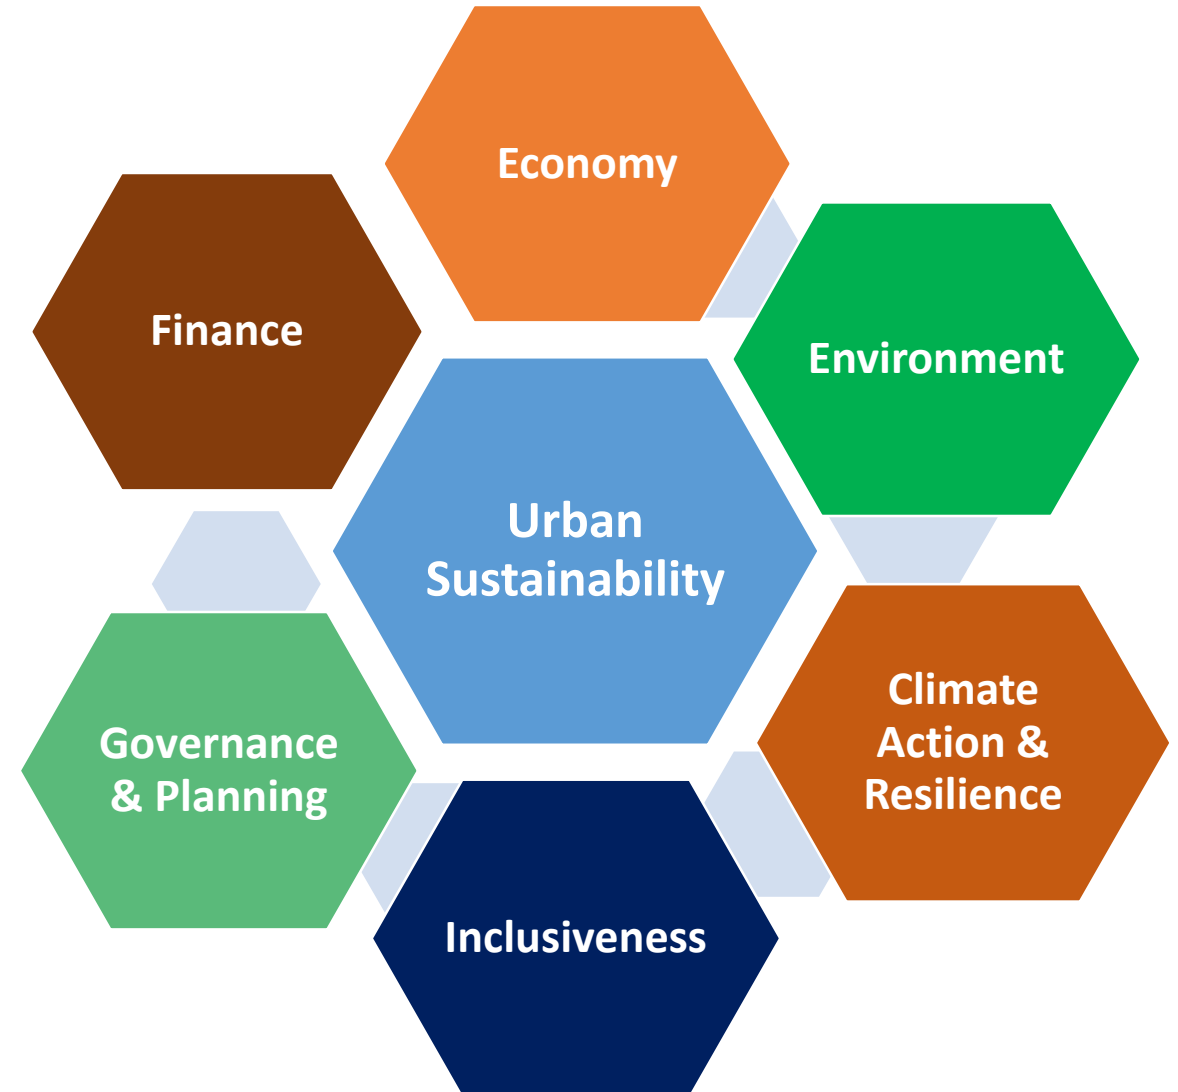 Economy
Finance
Environment
Urban
Sustainability
Climate
Action &
Resilience
Governance
& Planning
Inclusiveness